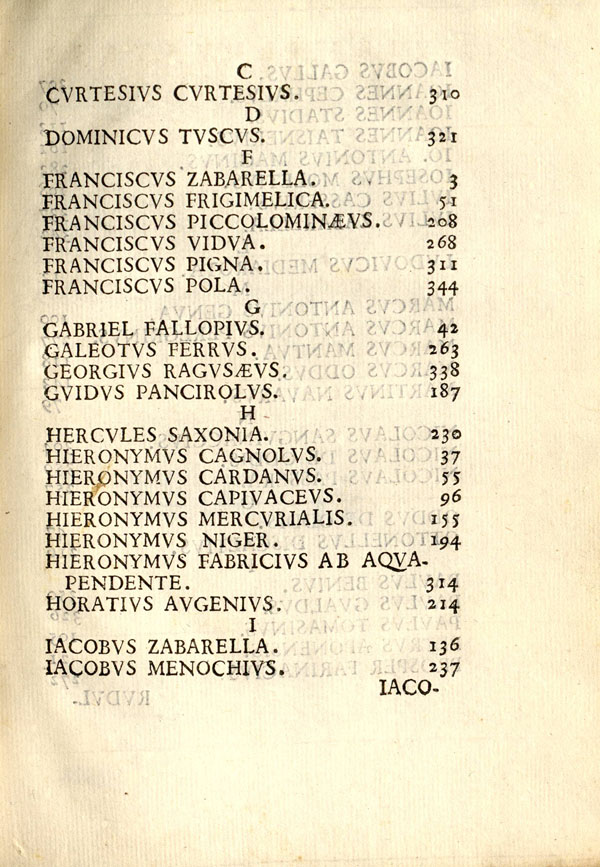 C
CVRTESIVS CVRTESIVS. 310
D
DOMINICVS TVSCVS. 321
F
FRANCISCVS ZABARELLA. 3
FRANCISCVS FRIGIMELICA. 51
FRANCISCVS PICCOLOMINÆVS. 208
FRANCISCVS VIDVA. 268
FRANCISCVS PIGNA. 311
FRANCISCVS POLA. 344
G
GABRIEL FALLOPIVS. 42
GALEOTVS FERRVS. 263
GEORGIVS RAGVSÆVS. 338
GVIDVS PANCIROLVS. 187
H
HERCVLES SAXONIA. 230
HIERONYMVS CAGNOLVS. 37
HIERONYMVS CARDANVS. 55
HIERONYMVS CAPIVACEVS. 96
HIERONYMVS MERCVRIALIS. 155
HIERONYMVS NIGER. 194
HIERONYMVS FABRICIVS AB AQVA-
PENDENTE. 314
HORATIVS AVGENIVS. 214
I
IACOBVS ZABARELLA. 136
IACOBVS MENOCHIVS. 237
IACO-